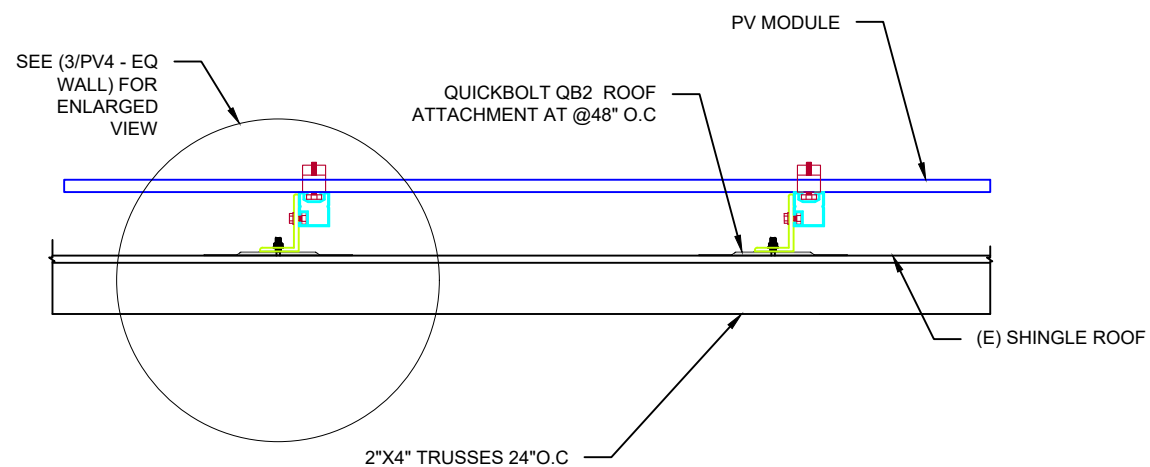 PV MODULE
SEE (3/PV4 - EQ
WALL) FOR
ENLARGED
VIEW
QUICKBOLT QB2  ROOF
ATTACHMENT AT @48" O.C
(E) SHINGLE ROOF
2"X4" TRUSSES 24"O.C